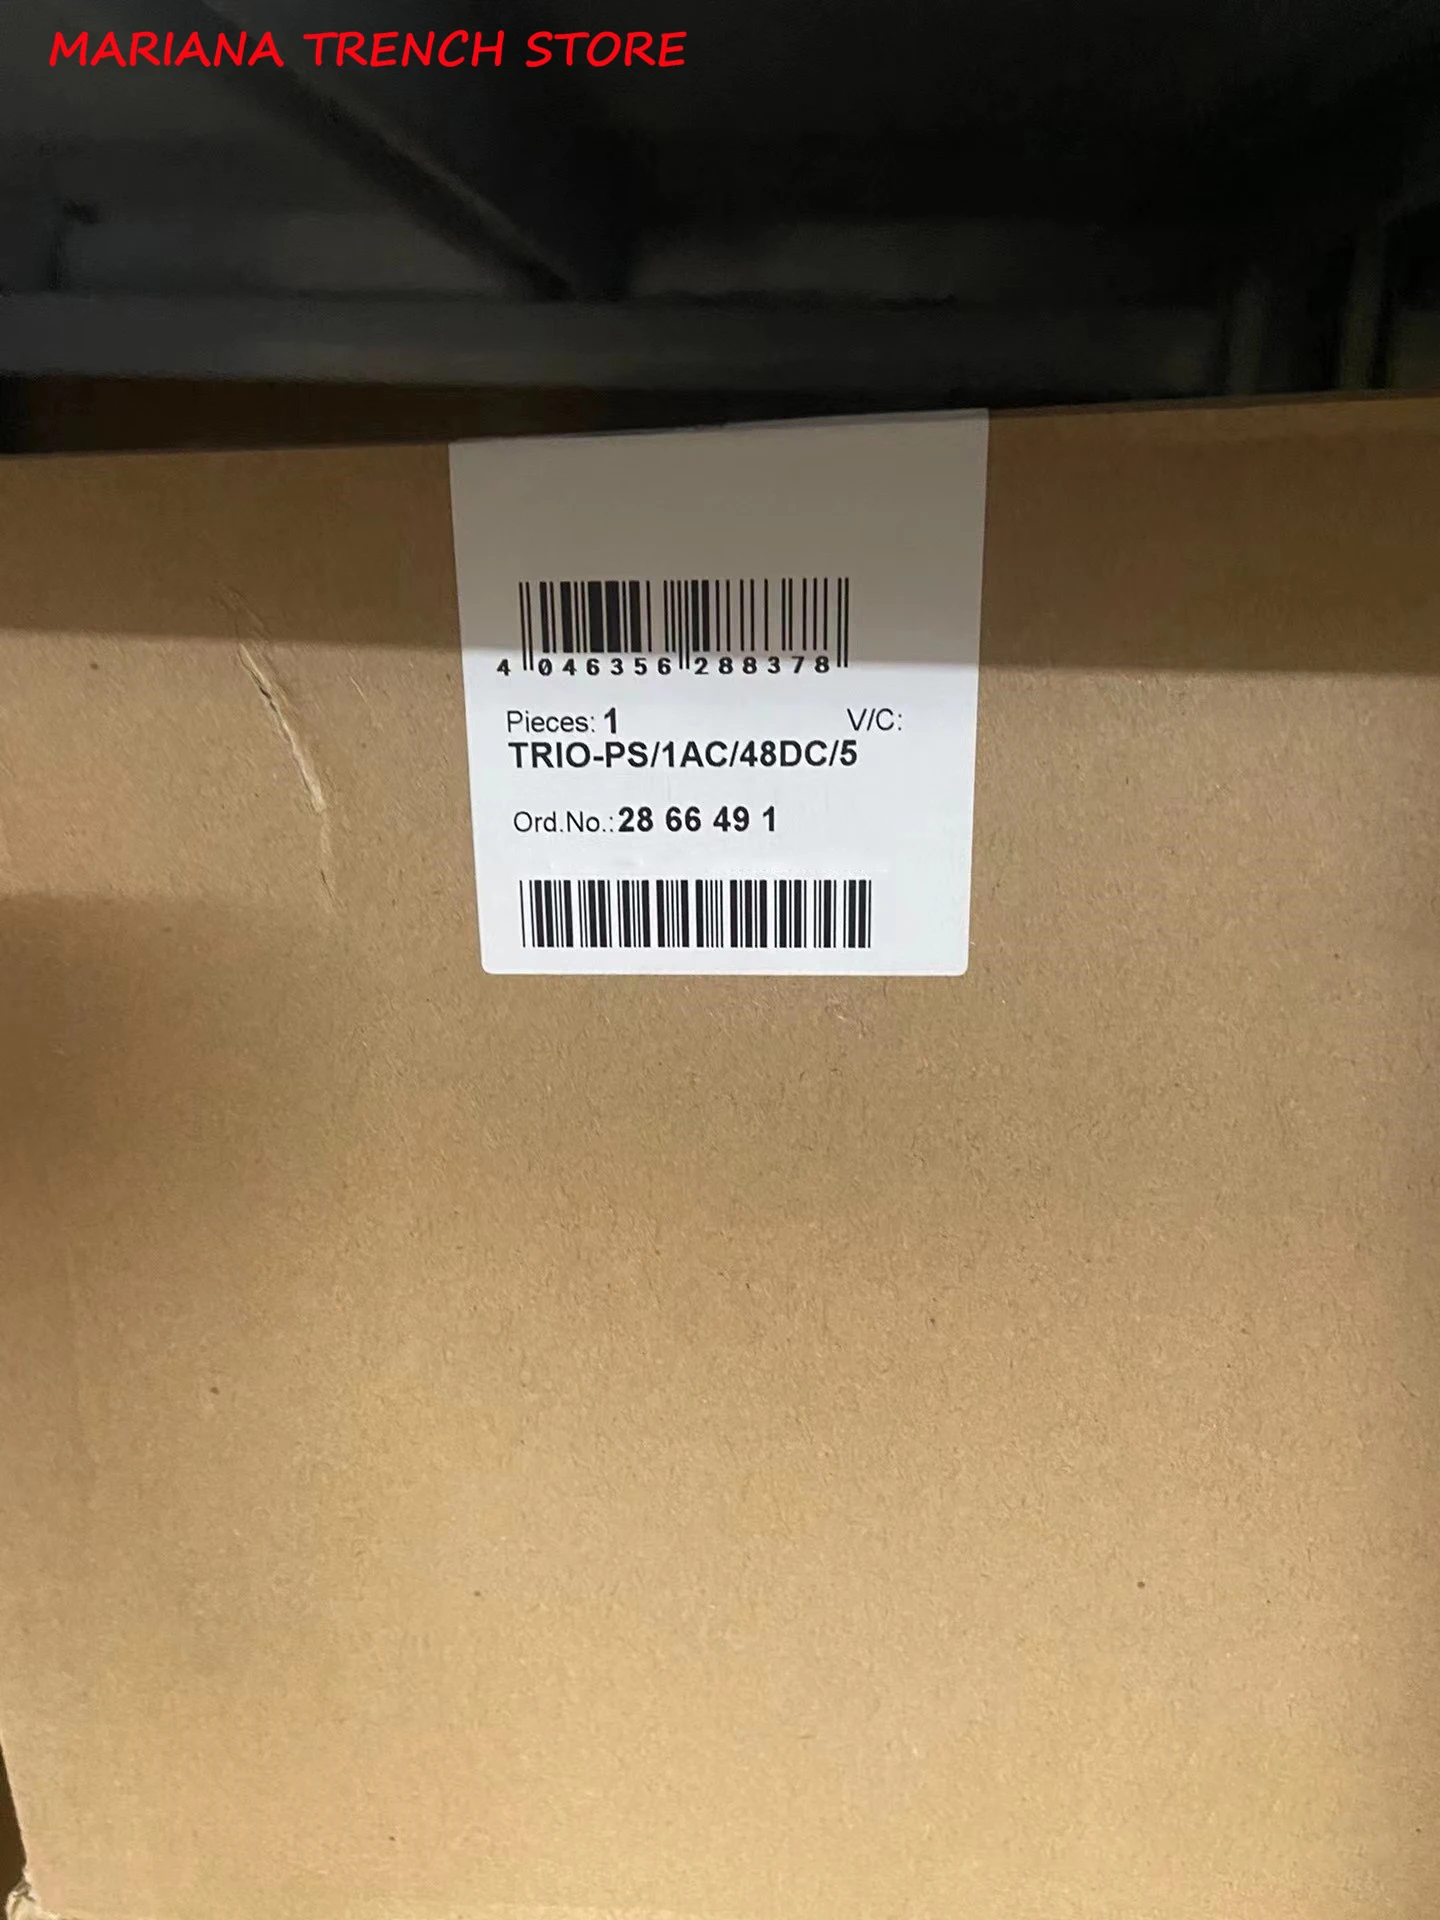 MARIANA TRENCH STORE
4 046356 288378
Pieces: 1 V/C:
TRIO-PS/1AC/48DC/5
Ord.No.: 28 66 49 1